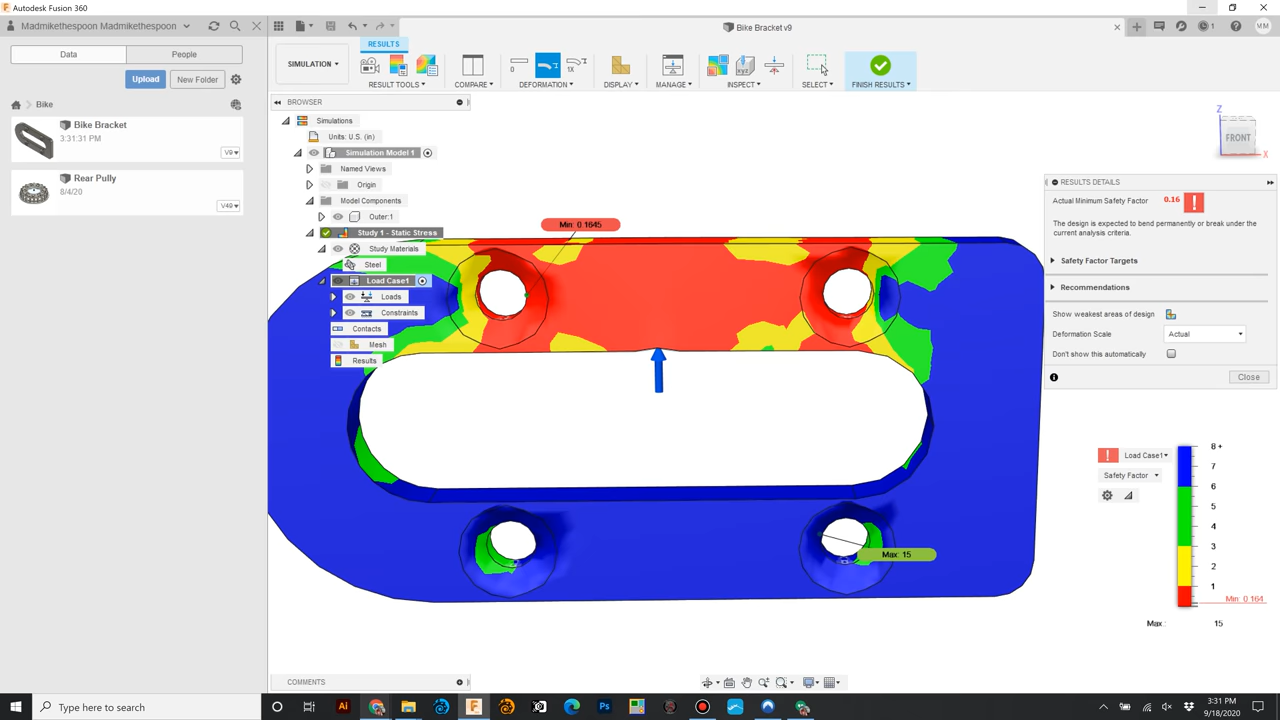 Autodesk Fusion 360
Madmikethespoon Madmikethespoon
Bike Bracket v9
1
MM
Data
People
Upload
New Folder
Bike
Bike Bracket
3:31:31 PM
V9
Rear Pully
8/4/20
V49
RESULTS
SIMULATION
RESULT TOOLS
COMPARE
DEFORMATION
DISPLAY
MANAGE
INSPECT
SELECT
FINISH RESULTS
BROWSER
Simulations
Units: U.S. (in)
Simulation Model 1
Named Views
Origin
Model Components
Outer:1
Study 1 - Static Stress
Study Materials
Steel
Load Case1
Loads
Constraints
Contacts
Mesh
Results
Min: 0.1645
Max: 15
Z
FRONT
X
RESULTS DETAILS
Actual Minimum Safety Factor 0.16
The design is expected to bend permanently or break under the
current analysis criteria.
Safety Factor Targets
Recommendations
Show weakest areas of design
Deformation Scale Actual
Don't show this automatically
Close
Load Case1
Safety Factor
8 +
7
6
5
4
3
2
1
Min: 0.164
Max : 15
COMMENTS
Type here to search
3:31 PM
9/18/2020